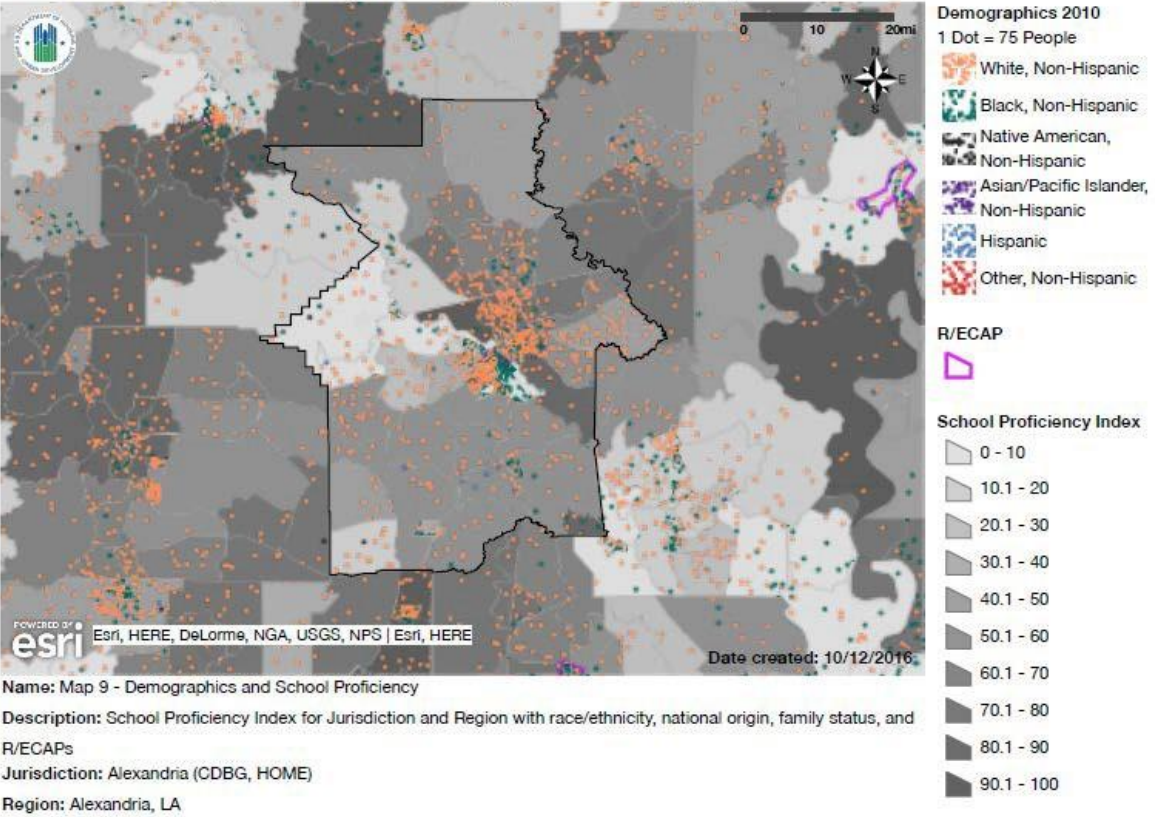 0 10 20mi
N
W E
S
POWERED BY
esri
Esri, HERE, DeLorme, NGA, USGS, NPS | Esri, HERE
Date created: 10/12/2016
Demographics 2010
1 Dot = 75 People
White, Non-Hispanic
Black, Non-Hispanic
Native American,
Non-Hispanic
Asian/Pacific Islander,
Non-Hispanic
Hispanic
Other, Non-Hispanic
R/ECAP
School Proficiency Index
0 - 10
10.1 - 20
20.1 - 30
30.1 - 40
40.1 - 50
50.1 - 60
60.1 - 70
70.1 - 80
80.1 - 90
90.1 - 100
Name: Map 9 - Demographics and School Proficiency
Description: School Proficiency Index for Jurisdiction and Region with race/ethnicity, national origin, family status, and
R/ECAPs
Jurisdiction: Alexandria (CDBG, HOME)
Region: Alexandria, LA